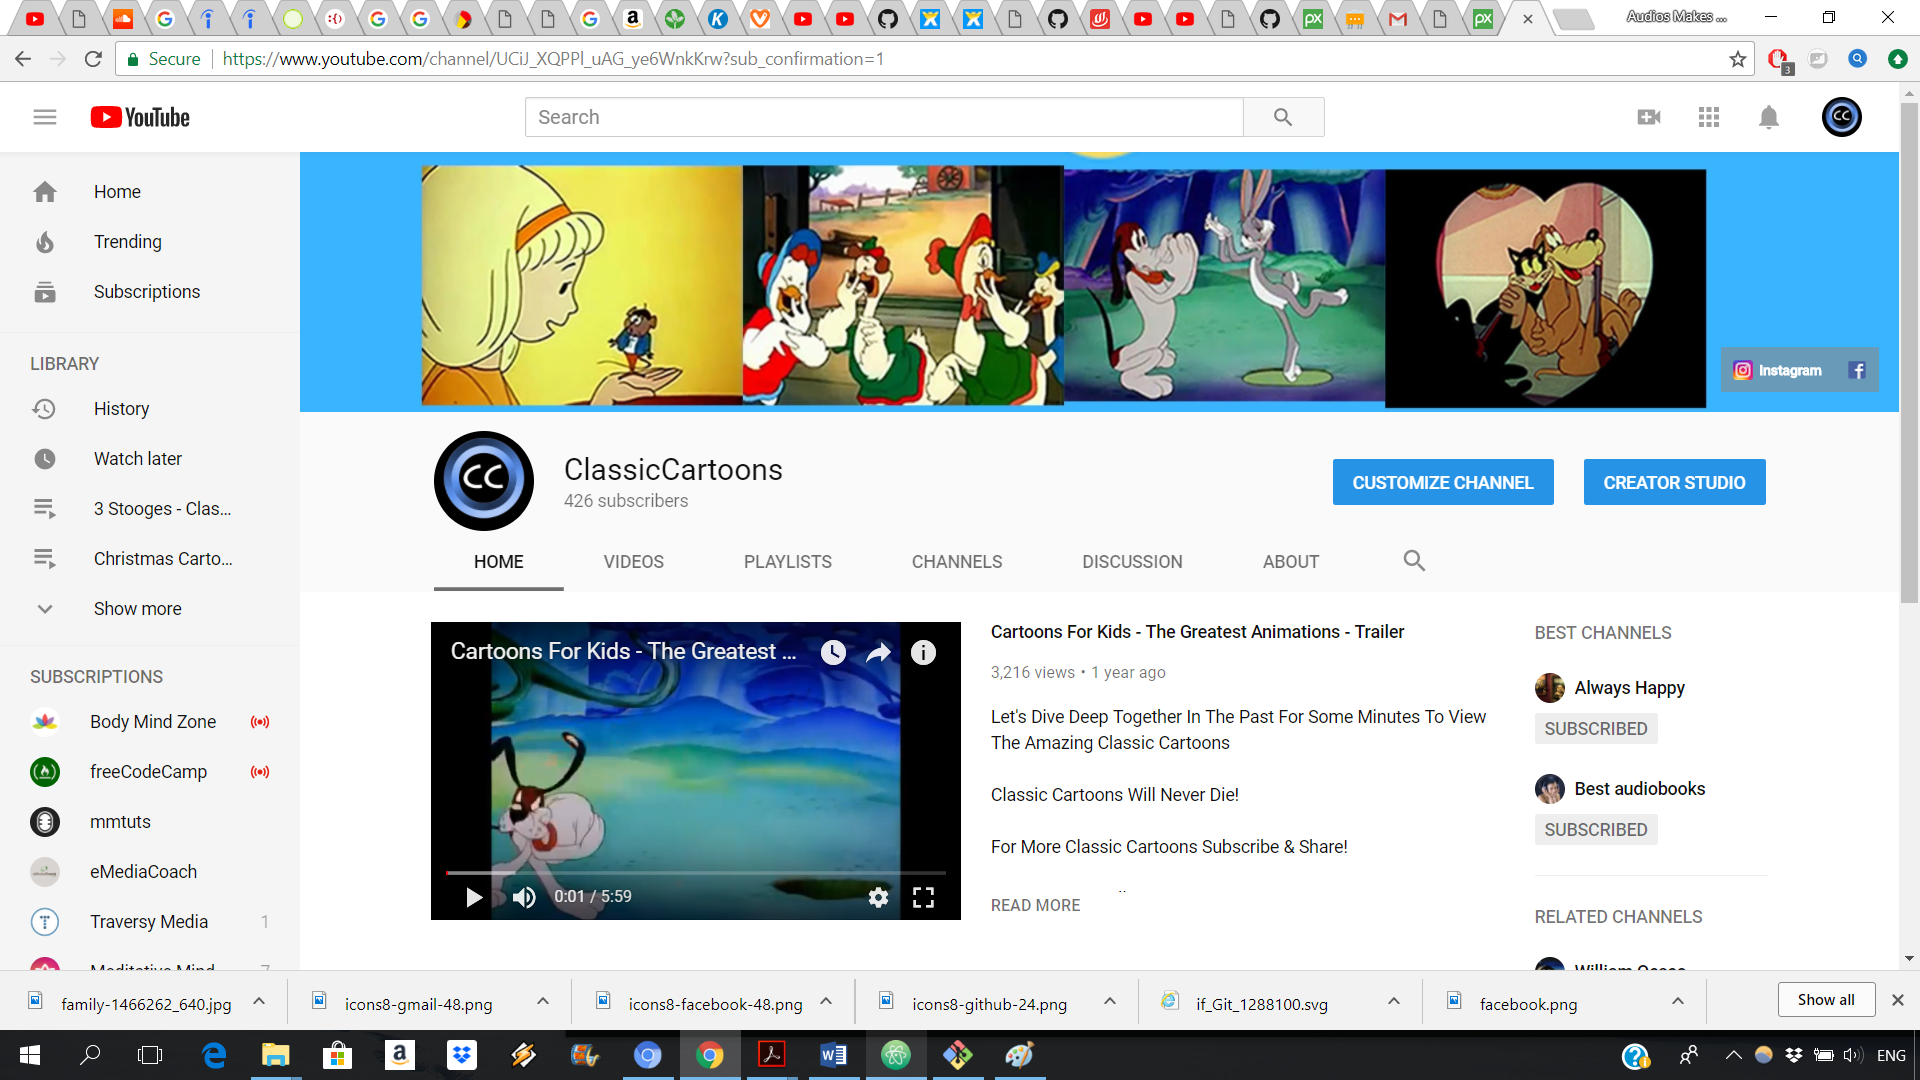 Audios Makes ...
Secure
https://www.youtube.com/channel/UCiJ_XQPPl_uAG_ye6WnkKrw?sub_confirmation=1
3
YouTube
Search
CC
Home
Trending
Subscriptions
LIBRARY
History
Watch later
3 Stooges - Clas...
Christmas Carto...
Show more
SUBSCRIPTIONS
Body Mind Zone
freeCodeCamp
mmtuts
eMediaCoach
Traversy Media 1
Meditative Mind 7
Instagram
CC
ClassicCartoons
426 subscribers
CUSTOMIZE CHANNEL
CREATOR STUDIO
HOME
VIDEOS
PLAYLISTS
CHANNELS
DISCUSSION
ABOUT
Cartoons For Kids - The Greatest ...
0:01 / 5:59
Cartoons For Kids - The Greatest Animations - Trailer
3,216 views • 1 year ago
Let's Dive Deep Together In The Past For Some Minutes To View
The Amazing Classic Cartoons
Classic Cartoons Will Never Die!
For More Classic Cartoons Subscribe & Share!
READ MORE
BEST CHANNELS
Always Happy
SUBSCRIBED
Best audiobooks
SUBSCRIBED
RELATED CHANNELS
William
family-1466262_640.jpg
icons8-gmail-48.png
icons8-facebook-48.png
icons8-github-24.png
if_Git_1288100.svg
facebook.png
Show all
ENG